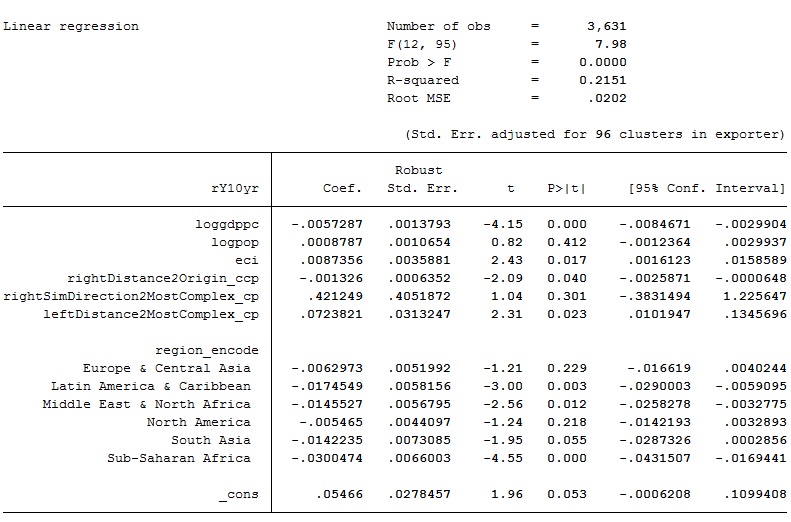 Linear regression Number of obs = 3,631
F(12, 95) = 7.98
Prob > F = 0.0000
R-squared = 0.2151
Root MSE = .0202
(Std. Err. adjusted for 96 clusters in exporter)
Robust
rY10yr Coef. Std. Err. t P>|t| [95% Conf. Interval]
loggdppc -.0057287 .0013793 -4.15 0.000 -.0084671 -.0029904
logpop .0008787 .0010654 0.82 0.412 -.0012364 .0029937
eci .0087356 .0035881 2.43 0.017 .0016123 .0158589
rightDistance2Origin_ccp -.001326 .0006352 -2.09 0.040 -.0025871 -.0000648
rightSimDirection2MostComplex_cp .421249 .4051872 1.04 0.301 -.3831494 1.225647
leftDistance2MostComplex_cp .0723821 .0313247 2.31 0.023 .0101947 .1345696
region_encode
Europe & Central Asia -.0062973 .0051992 -1.21 0.229 -.016619 .0040244
Latin America & Caribbean -.0174549 .0058156 -3.00 0.003 -.0290003 -.0059095
Middle East & North Africa -.0145527 .0056795 -2.56 0.012 -.0258278 -.0032775
North America -.005465 .0044097 -1.24 0.218 -.0142193 .0032893
South Asia -.0142235 .0073085 -1.95 0.055 -.0287326 .0002856
Sub-Saharan Africa -.0300474 .0066003 -4.55 0.000 -.0431507 -.0169441
_cons .05466 .0278457 1.96 0.053 -.0006208 .1099408